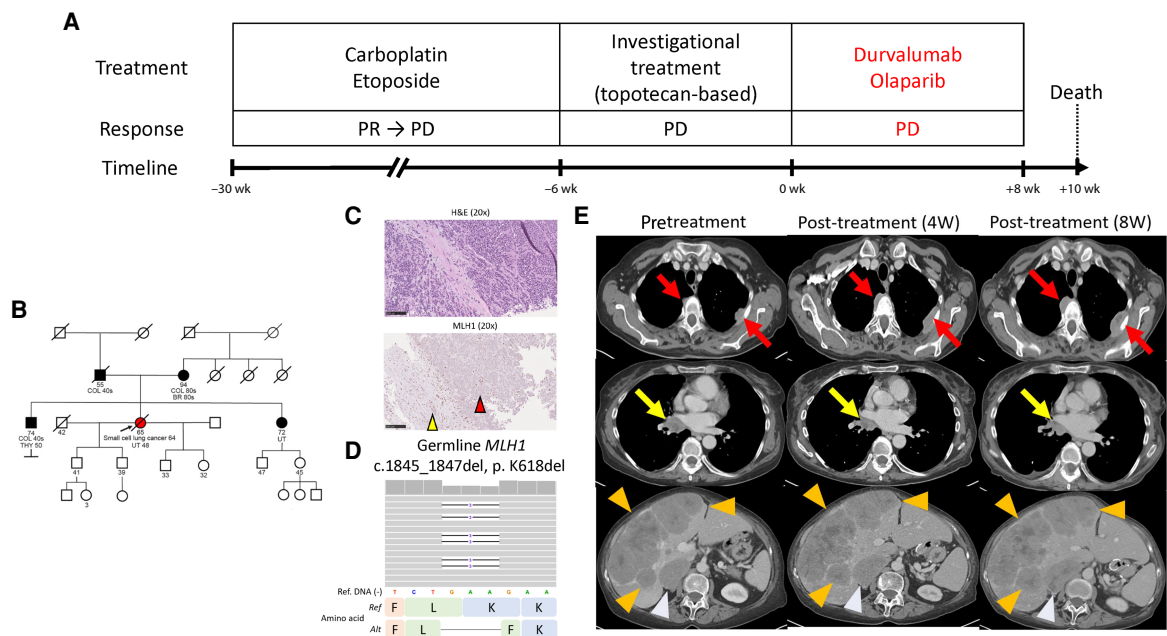 A
Treatment
Carboplatin
Etoposide
Investigational
treatment
(topotecan-based)
Durvalumab
Olaparib
Death
Response
PR → PD
PD
PD
Timeline
−30 wk
−6 wk
0 wk
+8 wk
+10 wk
B
55
COL 40s
94
COL 80s
BR 80s
74
COL 40s
THY 50
42
65
Small cell lung cancer 64
UT 48
72
UT
41
39
33
32
47
45
3
C
H&E (20x)
MLH1 (20x)
D
Germline MLH1
c.1845_1847del, p. K618del
Ref. DNA (-)
T C T G A A G A A
Amino acid
Ref
F L K K
Alt
F L F K
E
Pretreatment
Post-treatment (4W)
Post-treatment (8W)